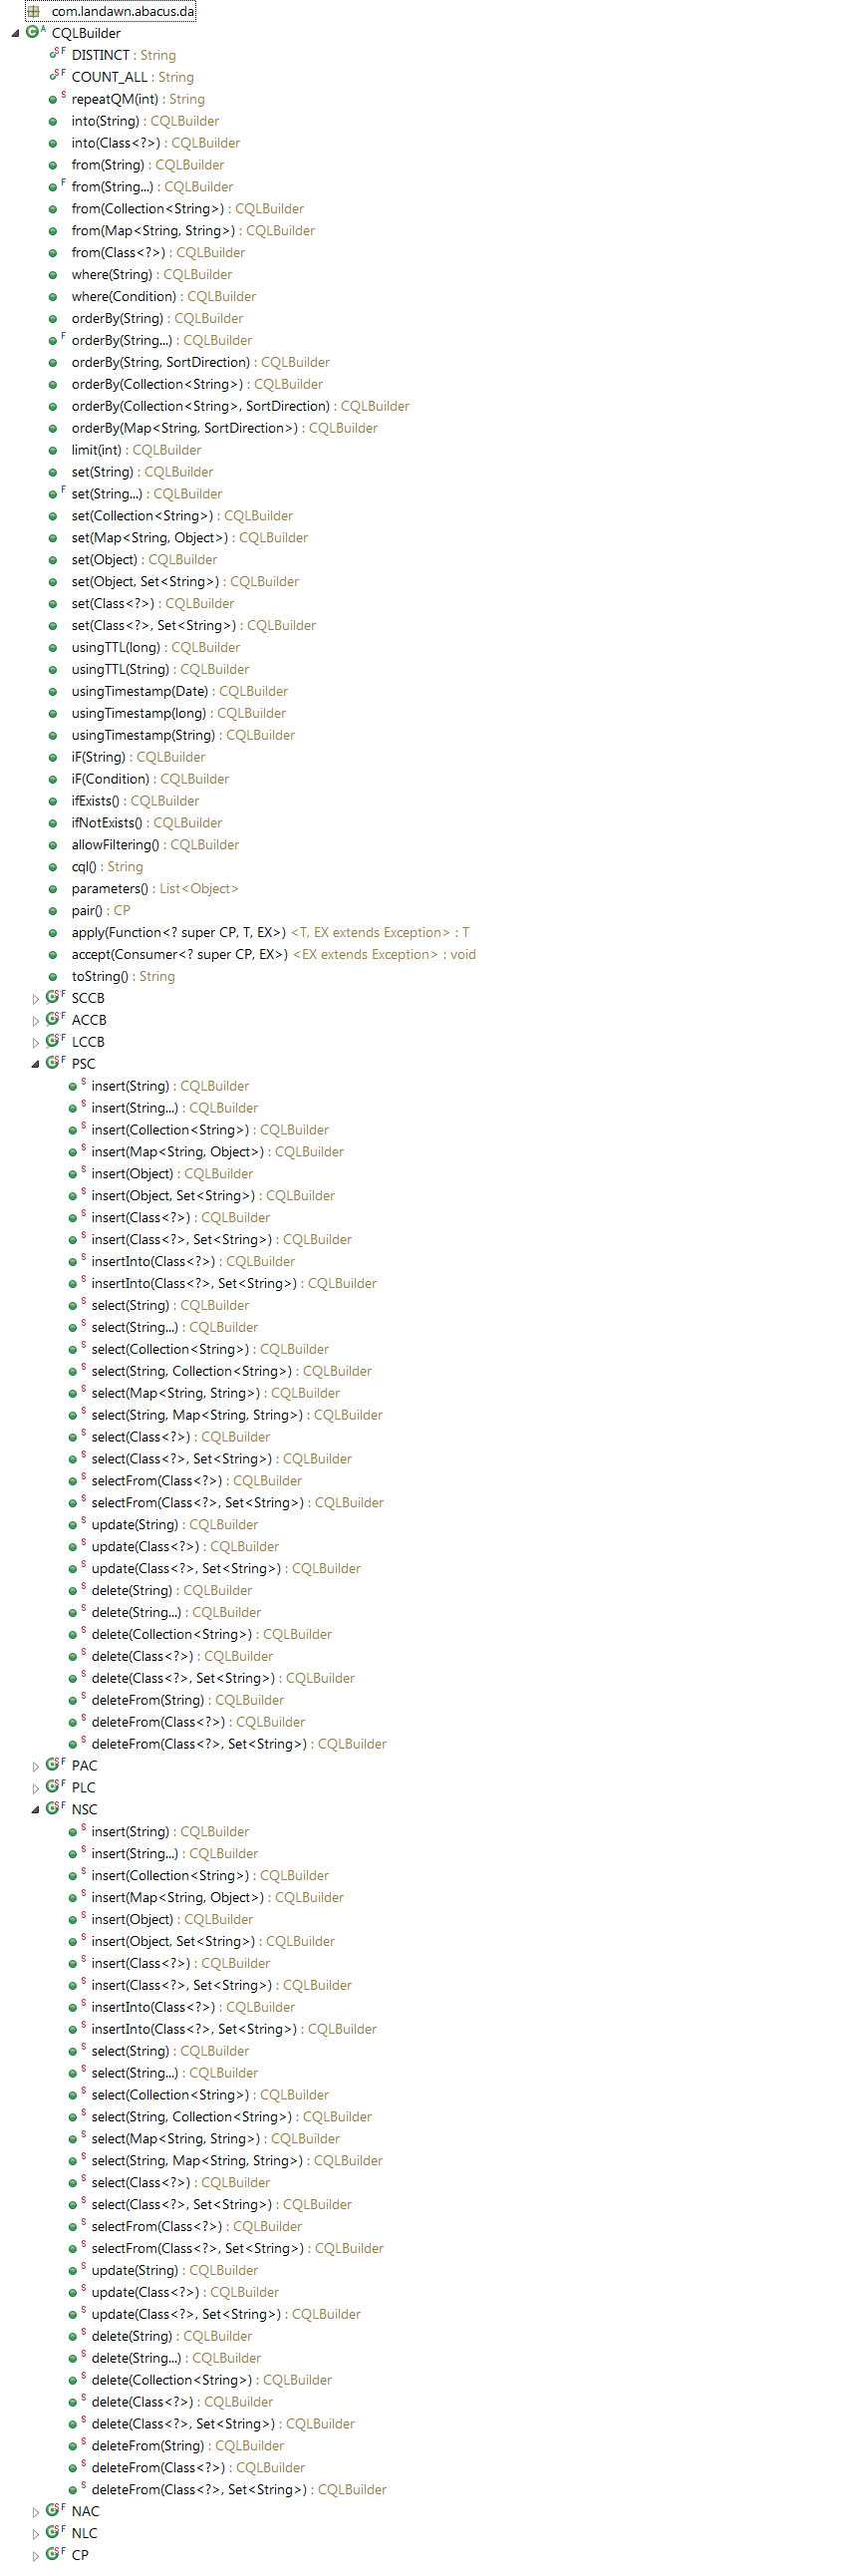 com.landawn.abacus.da
CQLBuilder
DISTINCT : String
COUNT_ALL : String
repeatQM(int) : String
into(String) : CQLBuilder
into(Class<?>) : CQLBuilder
from(String) : CQLBuilder
from(String...) : CQLBuilder
from(Collection<String>) : CQLBuilder
from(Map<String, String>) : CQLBuilder
from(Class<?>) : CQLBuilder
where(String) : CQLBuilder
where(Condition) : CQLBuilder
orderBy(String) : CQLBuilder
orderBy(String...) : CQLBuilder
orderBy(String, SortDirection) : CQLBuilder
orderBy(Collection<String>) : CQLBuilder
orderBy(Collection<String>, SortDirection) : CQLBuilder
orderBy(Map<String, SortDirection>) : CQLBuilder
limit(int) : CQLBuilder
set(String) : CQLBuilder
set(String...) : CQLBuilder
set(Collection<String>) : CQLBuilder
set(Map<String, Object>) : CQLBuilder
set(Object) : CQLBuilder
set(Object, Set<String>) : CQLBuilder
set(Class<?>) : CQLBuilder
set(Class<?>, Set<String>) : CQLBuilder
usingTTL(long) : CQLBuilder
usingTTL(String) : CQLBuilder
usingTimestamp(Date) : CQLBuilder
usingTimestamp(long) : CQLBuilder
usingTimestamp(String) : CQLBuilder
iF(String) : CQLBuilder
iF(Condition) : CQLBuilder
ifExists() : CQLBuilder
ifNotExists() : CQLBuilder
allowFiltering() : CQLBuilder
cql() : String
parameters() : List<Object>
pair() : CP
apply(Function<? super CP, T, EX>) <T, EX extends Exception> : T
accept(Consumer<? super CP, EX>) <EX extends Exception> : void
toString() : String
SCCB
ACCB
LCCB
PSC
insert(String) : CQLBuilder
insert(String...) : CQLBuilder
insert(Collection<String>) : CQLBuilder
insert(Map<String, Object>) : CQLBuilder
insert(Object) : CQLBuilder
insert(Object, Set<String>) : CQLBuilder
insert(Class<?>) : CQLBuilder
insert(Class<?>, Set<String>) : CQLBuilder
insertInto(Class<?>) : CQLBuilder
insertInto(Class<?>, Set<String>) : CQLBuilder
select(String) : CQLBuilder
select(String...) : CQLBuilder
select(Collection<String>) : CQLBuilder
select(String, Collection<String>) : CQLBuilder
select(Map<String, String>) : CQLBuilder
select(String, Map<String, String>) : CQLBuilder
select(Class<?>) : CQLBuilder
select(Class<?>, Set<String>) : CQLBuilder
selectFrom(Class<?>) : CQLBuilder
selectFrom(Class<?>, Set<String>) : CQLBuilder
update(String) : CQLBuilder
update(Class<?>) : CQLBuilder
update(Class<?>, Set<String>) : CQLBuilder
delete(String) : CQLBuilder
delete(String...) : CQLBuilder
delete(Collection<String>) : CQLBuilder
delete(Class<?>) : CQLBuilder
delete(Class<?>, Set<String>) : CQLBuilder
deleteFrom(String) : CQLBuilder
deleteFrom(Class<?>) : CQLBuilder
deleteFrom(Class<?>, Set<String>) : CQLBuilder
PAC
PLC
NSC
insert(String) : CQLBuilder
insert(String...) : CQLBuilder
insert(Collection<String>) : CQLBuilder
insert(Map<String, Object>) : CQLBuilder
insert(Object) : CQLBuilder
insert(Object, Set<String>) : CQLBuilder
insert(Class<?>) : CQLBuilder
insert(Class<?>, Set<String>) : CQLBuilder
insertInto(Class<?>) : CQLBuilder
insertInto(Class<?>, Set<String>) : CQLBuilder
select(String) : CQLBuilder
select(String...) : CQLBuilder
select(Collection<String>) : CQLBuilder
select(String, Collection<String>) : CQLBuilder
select(Map<String, String>) : CQLBuilder
select(String, Map<String, String>) : CQLBuilder
select(Class<?>) : CQLBuilder
select(Class<?>, Set<String>) : CQLBuilder
selectFrom(Class<?>) : CQLBuilder
selectFrom(Class<?>, Set<String>) : CQLBuilder
update(String) : CQLBuilder
update(Class<?>) : CQLBuilder
update(Class<?>, Set<String>) : CQLBuilder
delete(String) : CQLBuilder
delete(String...) : CQLBuilder
delete(Collection<String>) : CQLBuilder
delete(Class<?>) : CQLBuilder
delete(Class<?>, Set<String>) : CQLBuilder
deleteFrom(String) : CQLBuilder
deleteFrom(Class<?>) : CQLBuilder
deleteFrom(Class<?>, Set<String>) : CQLBuilder
NAC
NLC
CP